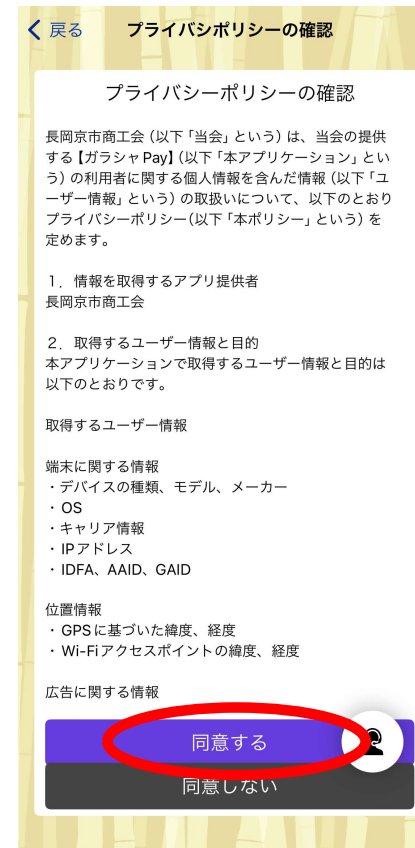 戻る プライバシポリシーの確認
プライバシーポリシーの確認
長岡京市商工会（以下「当会」という）は、当会の提供
する【ガラシャPay】（以下「本アプリケーション」とい
う）の利用者に関する個人情報を含んだ情報（以下「ユ
ーザー情報」という）の取扱いについて、以下のとおり
プライバシーポリシー（以下「本ポリシー」という）を
定めます。
１．情報を取得するアプリ提供者
長岡京市商工会
２．取得するユーザー情報と目的
本アプリケーションで取得するユーザー情報と目的は
以下のとおりです。
取得するユーザー情報
端末に関する情報
・デバイスの種類、モデル、メーカー
・OS
・キャリア情報
・IPアドレス
・IDFA、AAID、GAID
位置情報
・GPSに基づいた緯度、経度
・Wi-Fiアクセスポイントの緯度、経度
広告に関する情報
同意する
同意しない